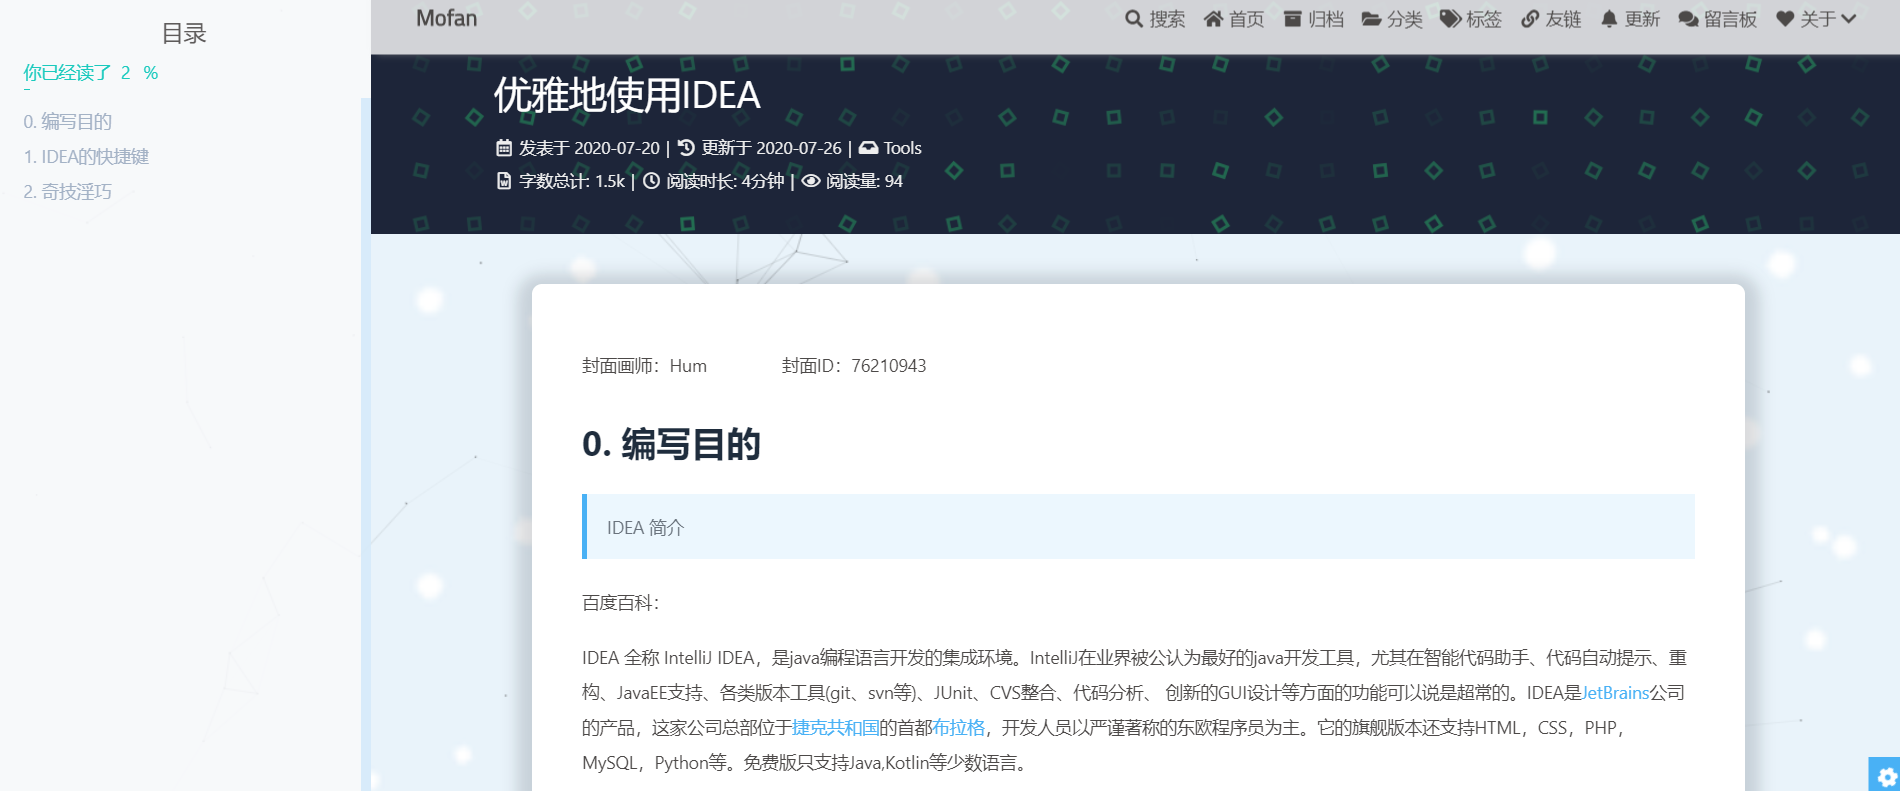 目录
你已经读了 2 %
0. 编写目的
1. IDEA的快捷键
2. 奇技淫巧
Mofan
搜索 首页 归档 分类 标签 友链 更新 留言板 关于
优雅地使用IDEA
发表于 2020-07-20 | 更新于 2020-07-26 | Tools
字数总计: 1.5k | 阅读时长: 4分钟 | 阅读量: 94
封面画师：Hum 封面ID：76210943
0. 编写目的
IDEA 简介
百度百科：
IDEA 全称 IntelliJ IDEA，是java编程语言开发的集成环境。IntelliJ在业界被公认为最好的java开发工具，尤其在智能代码助手、代码自动提示、重
构、JavaEE支持、各类版本工具(git、svn等)、JUnit、CVS整合、代码分析、 创新的GUI设计等方面的功能可以说是超常的。IDEA是JetBrains公司
的产品，这家公司总部位于捷克共和国的首都布拉格，开发人员以严谨著称的东欧程序员为主。它的旗舰版本还支持HTML，CSS，PHP，
MySQL，Python等。免费版只支持Java,Kotlin等少数语言。